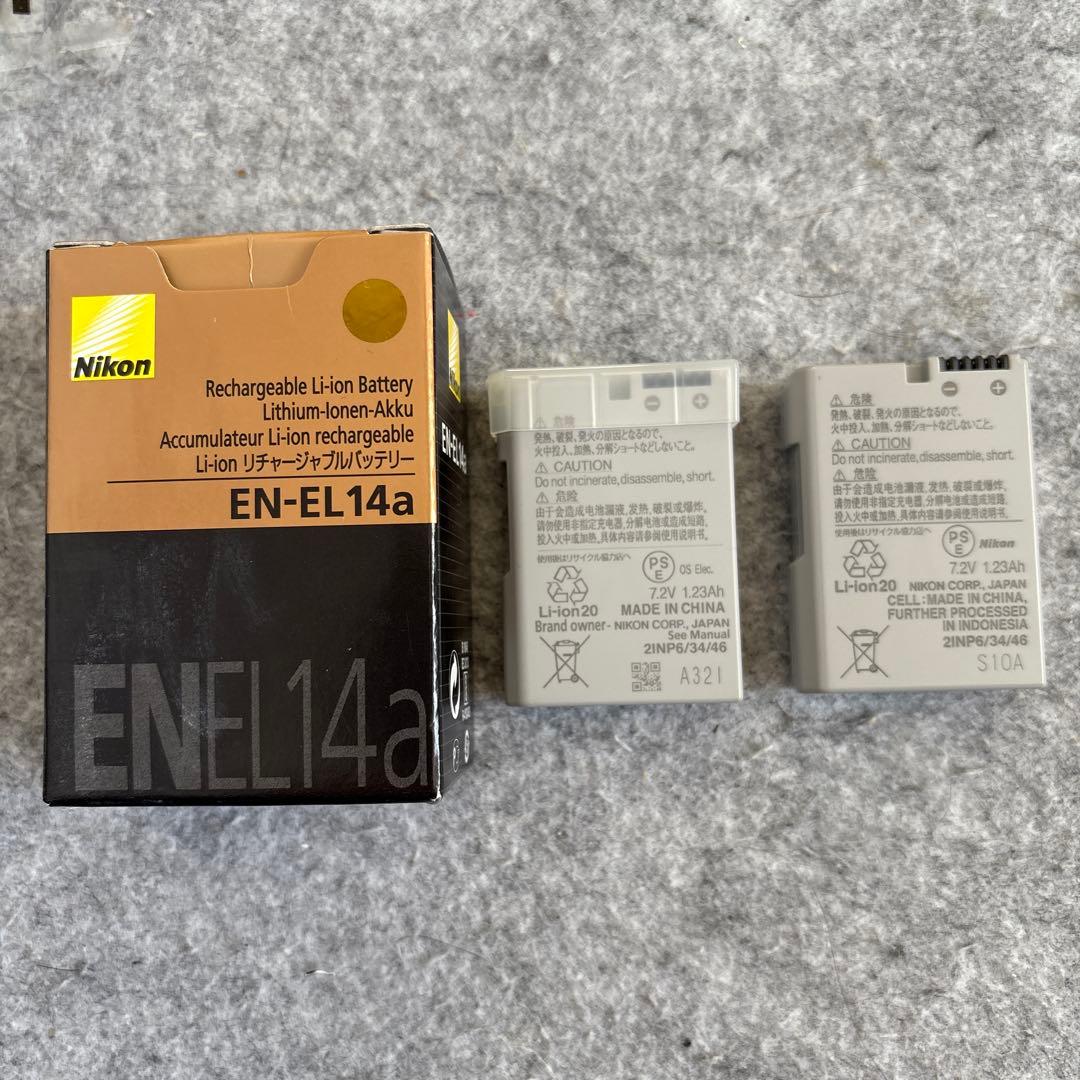 Nikon
Rechargeable Li-ion Battery
Lithium-Ionen-Akku
Accumulateur Li-ion rechargeable
Li-ion リチャージャブルバッテリー
EN-EL14a
ENEL14a
EN-EL14a
危険
発熱、破裂、発火の原因となるので、
火中投入、加熱、分解ショートなどしないこと。
CAUTION
Do not incinerate, disassemble, short.
危险
由于会造成电池漏液，发热，破裂或爆炸，
请勿使用非指定充电器，分解电池或造成短路，
投入火中或加热。具体内容请参阅使用说明书。
使用後はリサイクル協力店へ
PSE
OS Elec.
7.2V 1.23Ah
Li-ion20
MADE IN CHINA
Brand owner- NIKON CORP., JAPAN
See Manual
2INP6/34/46
A321
危険
発熱、破裂、発火の原因となるので、
火中投入、加熱、分解ショートなどしないこと。
CAUTION
Do not incinerate, disassemble, short.
危险
由于会造成电池漏液，发热，破裂或爆炸，
请勿使用非指定充电器，分解电池或造成短路，
投入火中或加热，具体内容请参阅使用说明书。
使用後はリサイクル協力店へ
PSE
Nikon
7.2V 1.23Ah
Li-ion20
NIKON CORP., JAPAN
CELL:MADE IN CHINA,
FURTHER PROCESSED
IN INDONESIA
2INP6/34/46
S10A